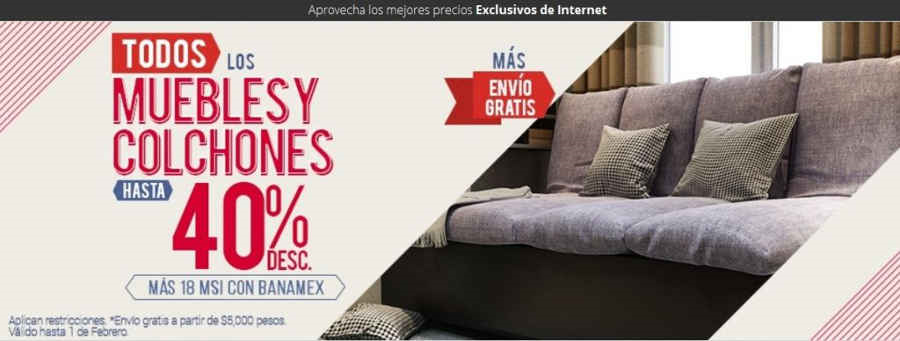 Aprovecha los mejores precios Exclusivos de Internet
TODOS LOS
MUEBLES Y
COLCHONES
HASTA
40%
DESC.
MÁS 18 MSI CON BANAMEX
MÁS
ENVÍO
GRATIS
Aplican restricciones. *Envío gratis a partir de $5,000 pesos.
Válido hasta 1 de Febrero.